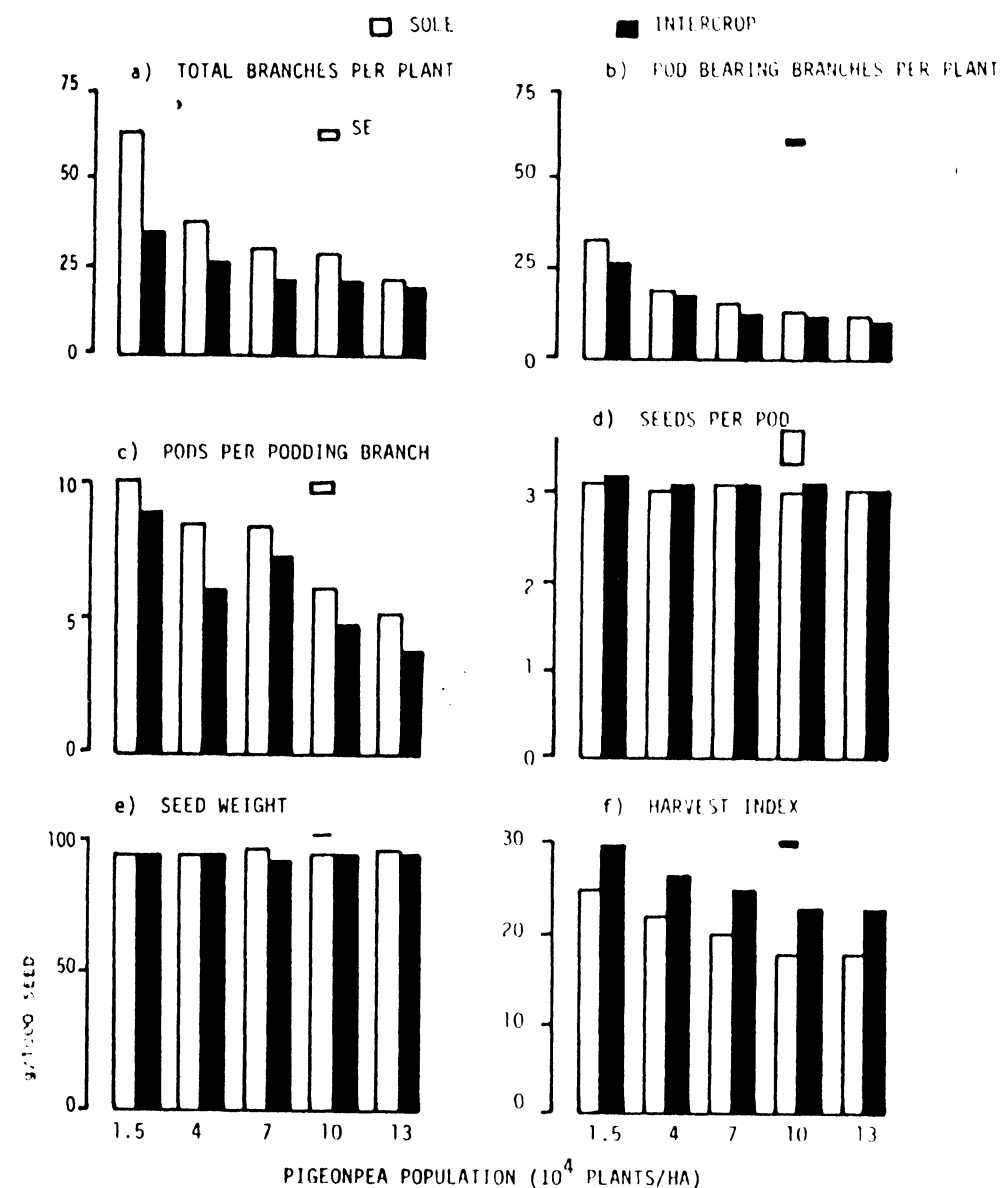 SOLE INTERCROP
a) TOTAL BRANCHES PER PLANT
b) POD BEARING BRANCHES PER PLANT
75
50
25
0
SE
75
50
25
0
c) PODS PER PODDING BRANCH
d) SEEDS PER POD
10
5
0
3
2
1
0
e) SEED WEIGHT
f) HARVEST INDEX
100
50
0
g/1000 SEED
30
20
10
0
1.5 4 7 10 13
1.5 4 7 10 13
PIGEONPEA POPULATION (10⁴ PLANTS/HA)